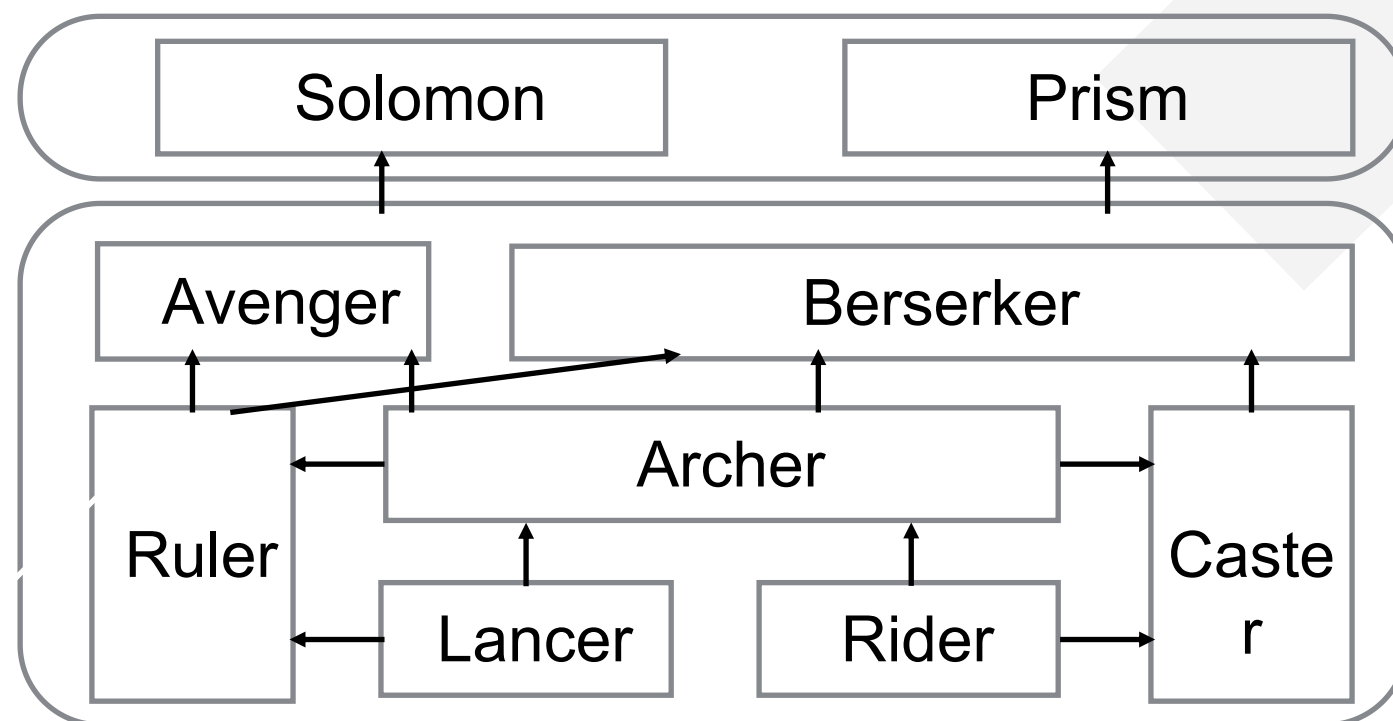 Solomon
Prism
Avenger
Berserker
Archer
Ruler
Caste
r
Lancer
Rider